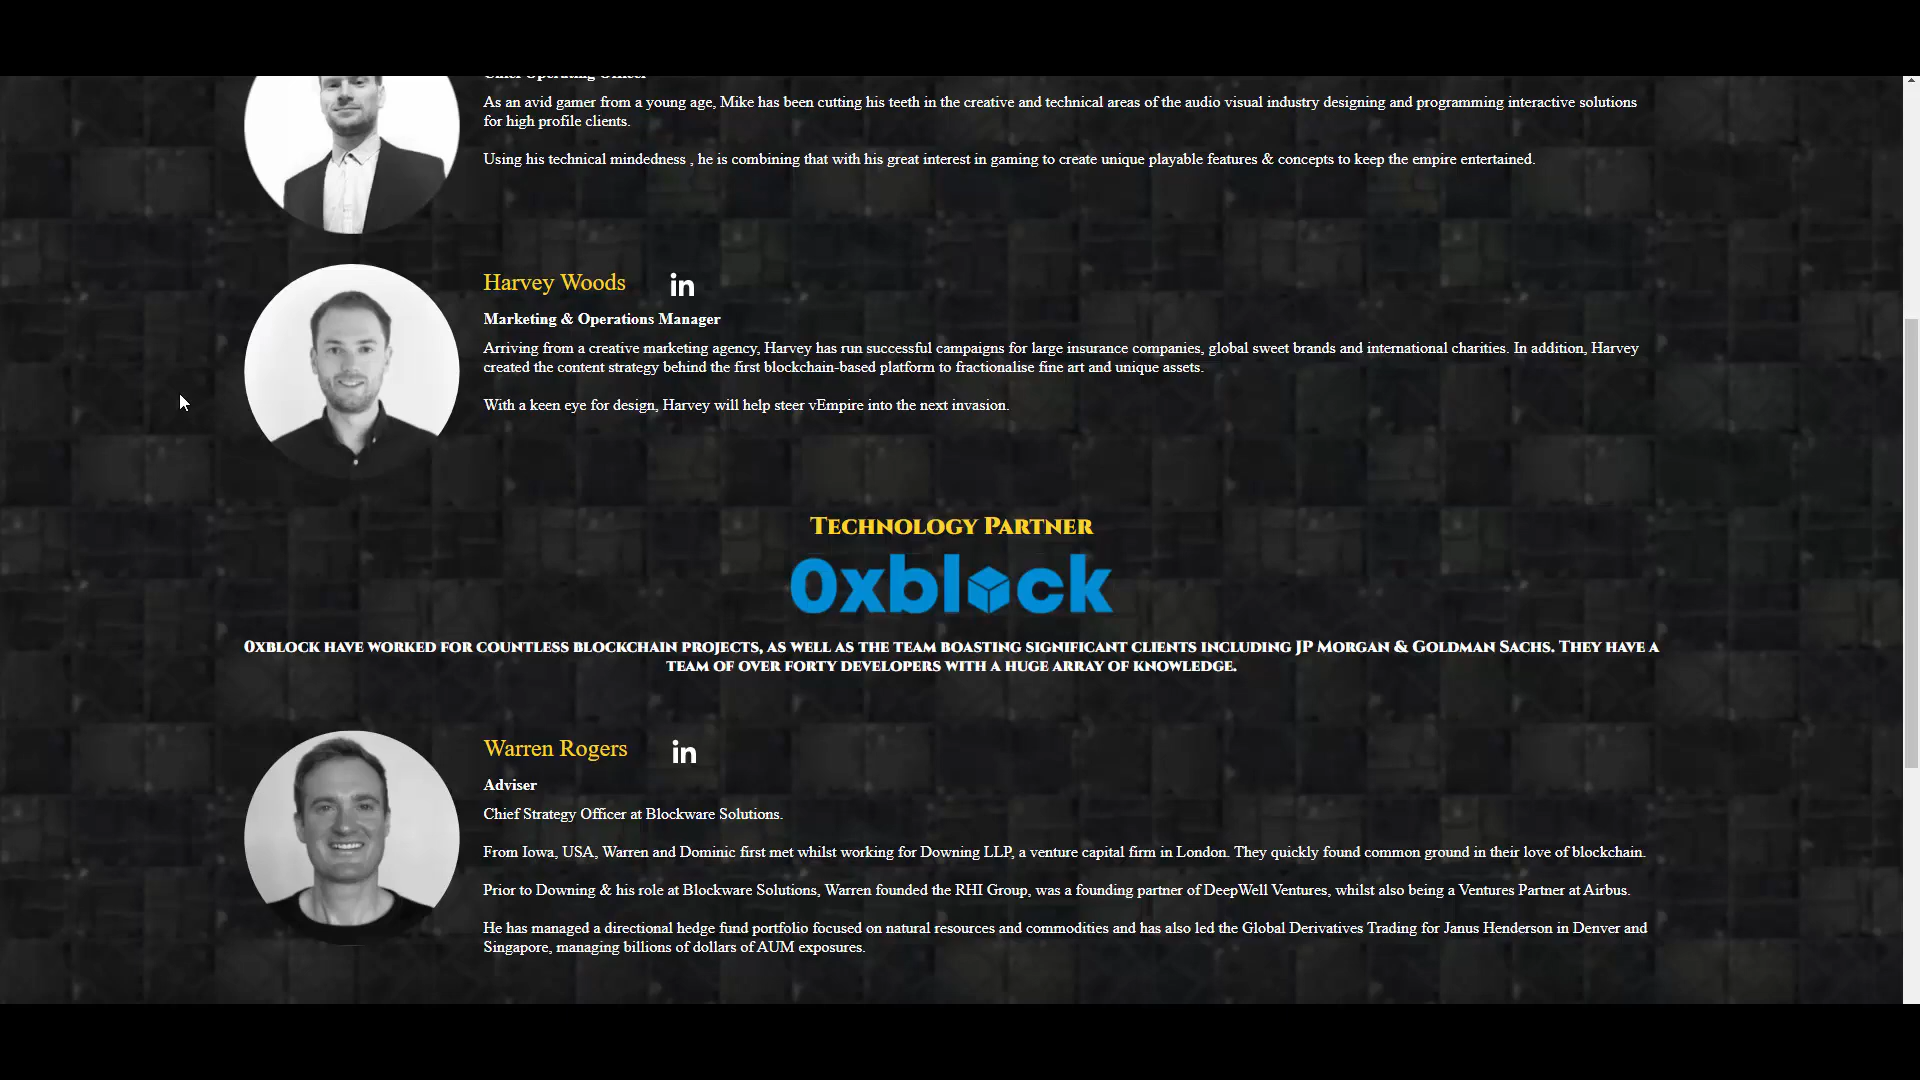 Chief Operating Officer
As an avid gamer from a young age, Mike has been cutting his teeth in the creative and technical areas of the audio visual industry designing and programming interactive solutions
for high profile clients.
Using his technical mindedness , he is combining that with his great interest in gaming to create unique playable features & concepts to keep the empire entertained.
Harvey Woods in
Marketing & Operations Manager
Arriving from a creative marketing agency, Harvey has run successful campaigns for large insurance companies, global sweet brands and international charities. In addition, Harvey
created the content strategy behind the first blockchain-based platform to fractionalise fine art and unique assets.
With a keen eye for design, Harvey will help steer vEmpire into the next invasion.
Technology Partner
0xblock
0xblock have worked for countless blockchain projects, as well as the team boasting significant clients including JP Morgan & Goldman Sachs. They have a
team of over forty developers with a huge array of knowledge.
Warren Rogers in
Adviser
Chief Strategy Officer at Blockware Solutions.
From Iowa, USA, Warren and Dominic first met whilst working for Downing LLP, a venture capital firm in London. They quickly found common ground in their love of blockchain.
Prior to Downing & his role at Blockware Solutions, Warren founded the RHI Group, was a founding partner of DeepWell Ventures, whilst also being a Ventures Partner at Airbus.
He has managed a directional hedge fund portfolio focused on natural resources and commodities and has also led the Global Derivatives Trading for Janus Henderson in Denver and
Singapore, managing billions of dollars of AUM exposures.